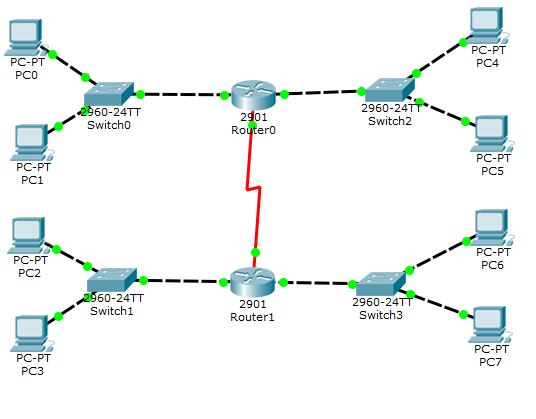 PC-PT
PC0
2960-24TT
Switch0
PC-PT
PC1
2901
Router0
2960-24TT
Switch2
PC-PT
PC4
PC-PT
PC5
PC-PT
PC2
2960-24TT
Switch1
PC-PT
PC3
2901
Router1
2960-24TT
Switch3
PC-PT
PC6
PC-PT
PC7